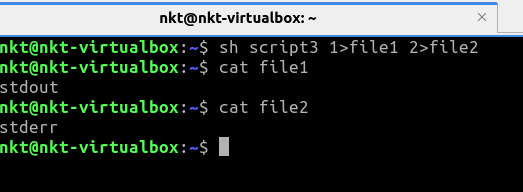 nkt@nkt-virtualbox: ~
nkt@nkt-virtualbox:~$ sh script3 1>file1 2>file2
nkt@nkt-virtualbox:~$ cat file1
stdout
nkt@nkt-virtualbox:~$ cat file2
stderr
nkt@nkt-virtualbox:~$